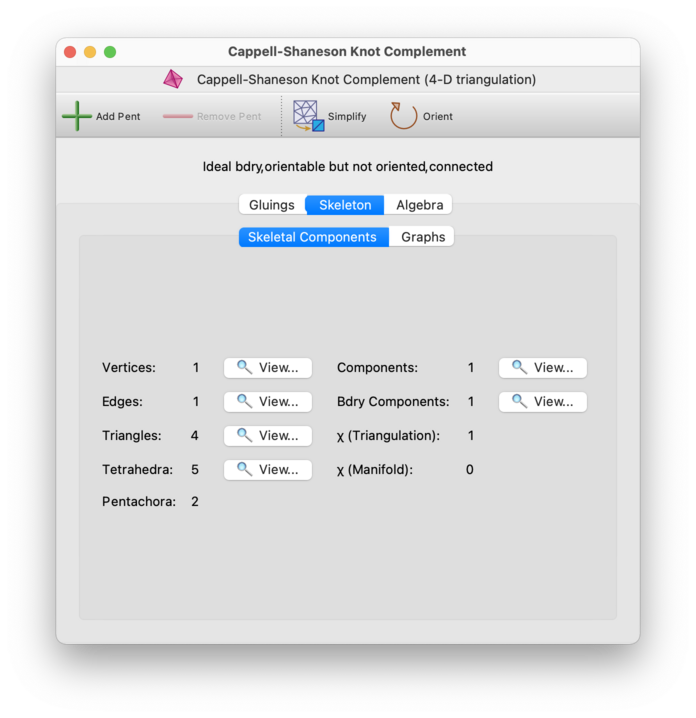 Cappell-Shaneson Knot Complement
Cappell-Shaneson Knot Complement (4-D triangulation)
Add Pent Remove Pent Simplify Orient
Ideal bdry,orientable but not oriented,connected
Gluings Skeleton Algebra
Skeletal Components Graphs
Vertices: 1 View... Components: 1 View...
Edges: 1 View... Bdry Components: 1 View...
Triangles: 4 View... χ (Triangulation): 1
Tetrahedra: 5 View... χ (Manifold): 0
Pentachora: 2